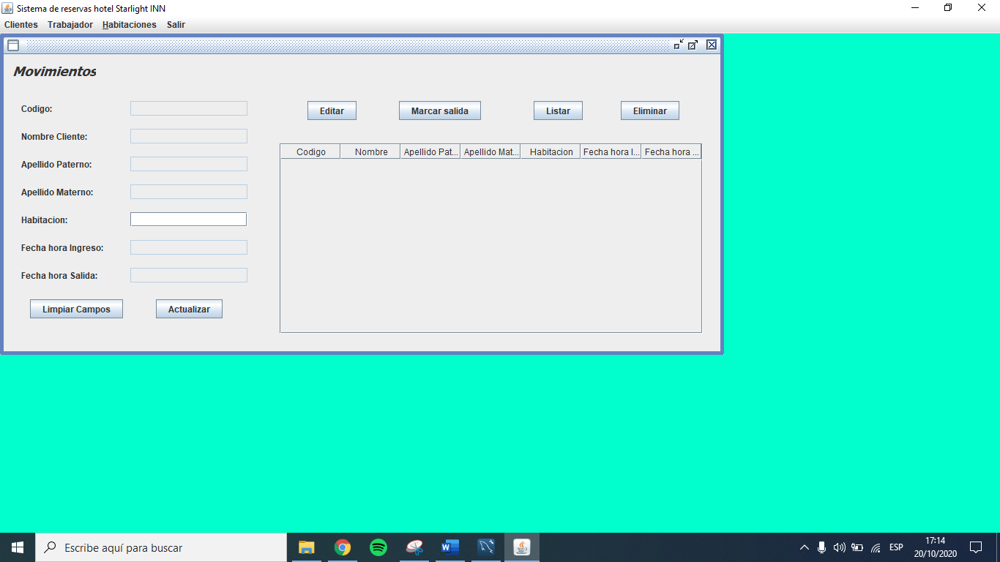 Sistema de reservas hotel Starlight INN
Clientes Trabajador Habitaciones Salir
Movimientos
Codigo:
Nombre Cliente:
Apellido Paterno:
Apellido Materno:
Habitacion:
Fecha hora Ingreso:
Fecha hora Salida:
Limpiar Campos Actualizar
Editar Marcar salida Listar Eliminar
Codigo Nombre Apellido Pat... Apellido Mat... Habitacion Fecha hora I... Fecha hora ...
Escribe aquí para buscar
ESP
17:14
20/10/2020